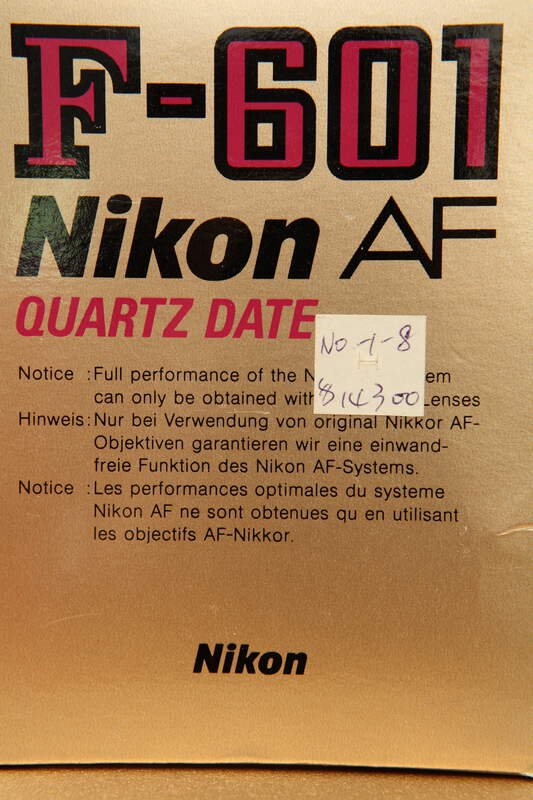 F-601
Nikon AF
QUARTZ DATE
No -1-8
814300
Notice : Full performance of the N em
can only be obtained with Lenses
Hinweis: Nur bei Verwendung von original Nikkor AF-
Objektiven garantieren wir eine einwand-
freie Funktion des Nikon AF-Systems.
Notice : Les performances optimales du systeme
Nikon AF ne sont obtenues qu en utilisant
les objectifs AF-Nikkor.
Nikon